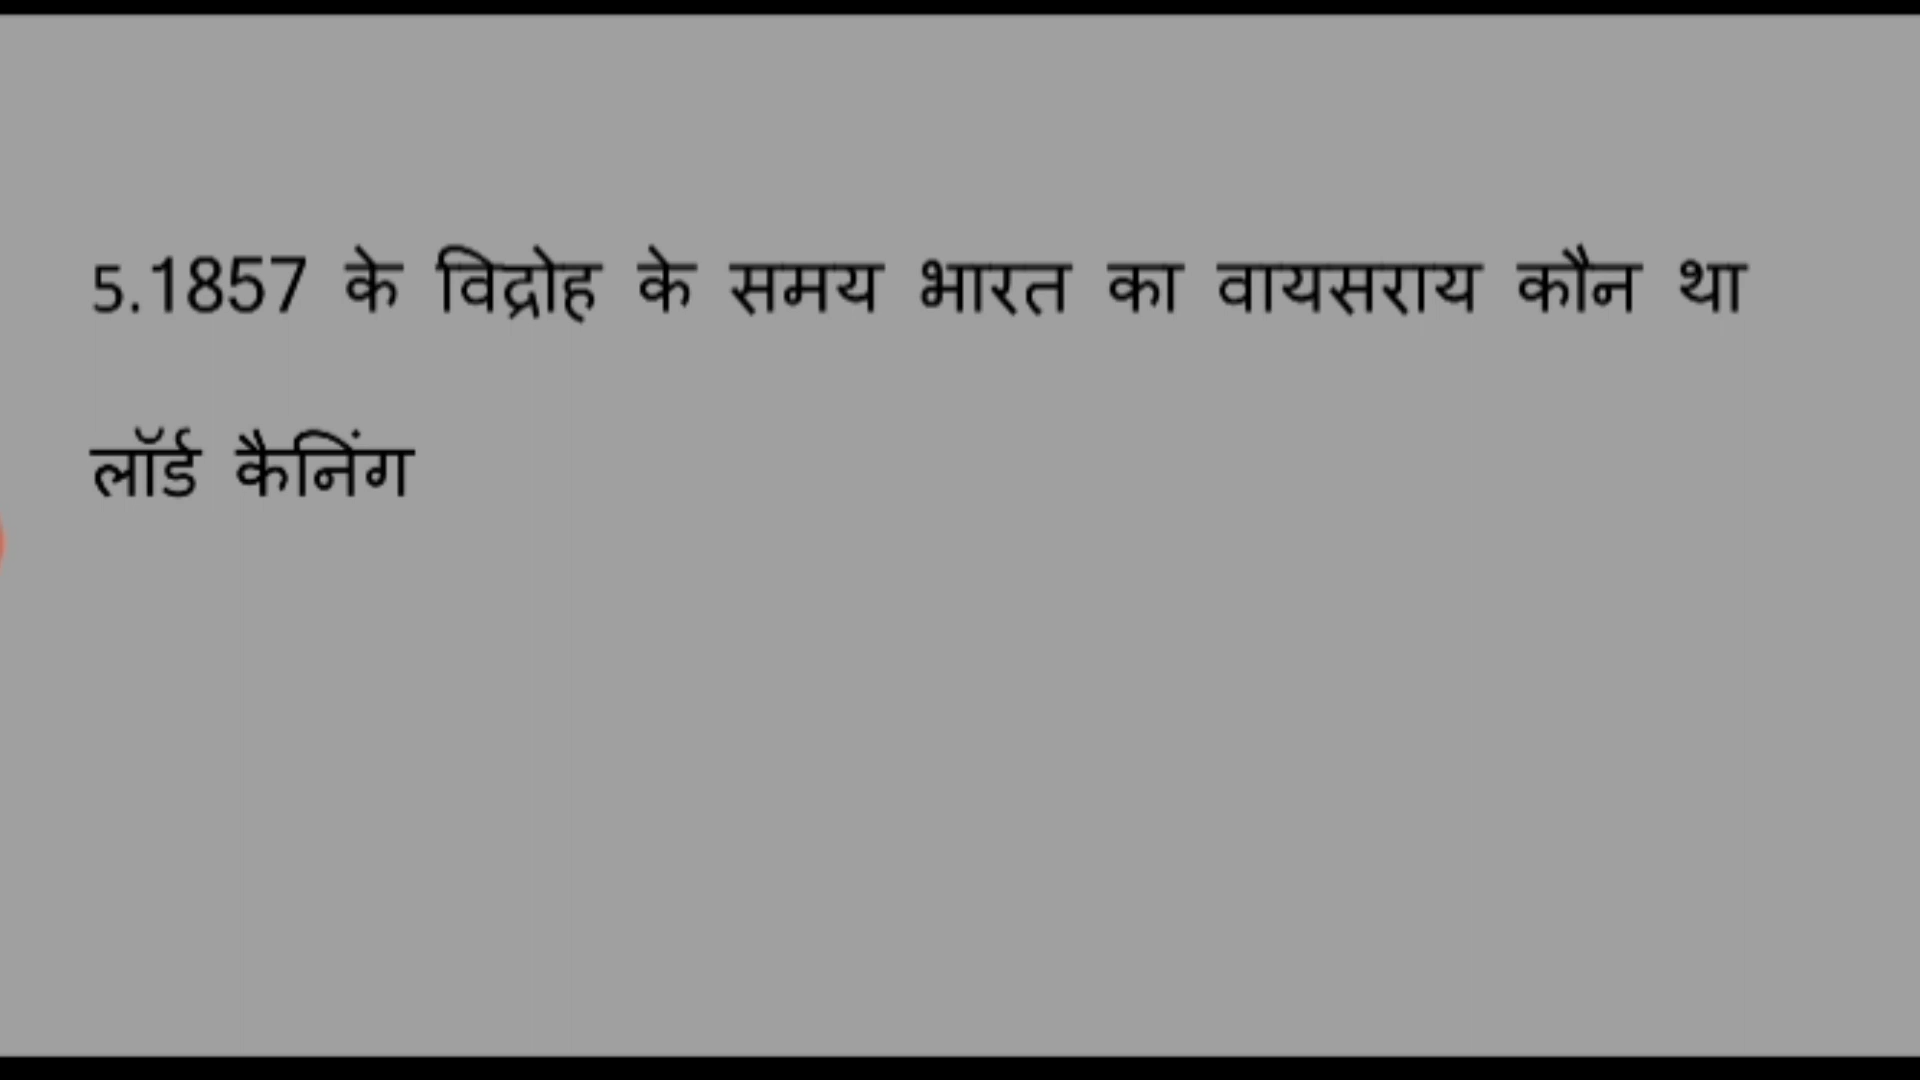 5.1857 के विद्रोह के समय भारत का वायसराय कौन था
लॉर्ड कैनिंग